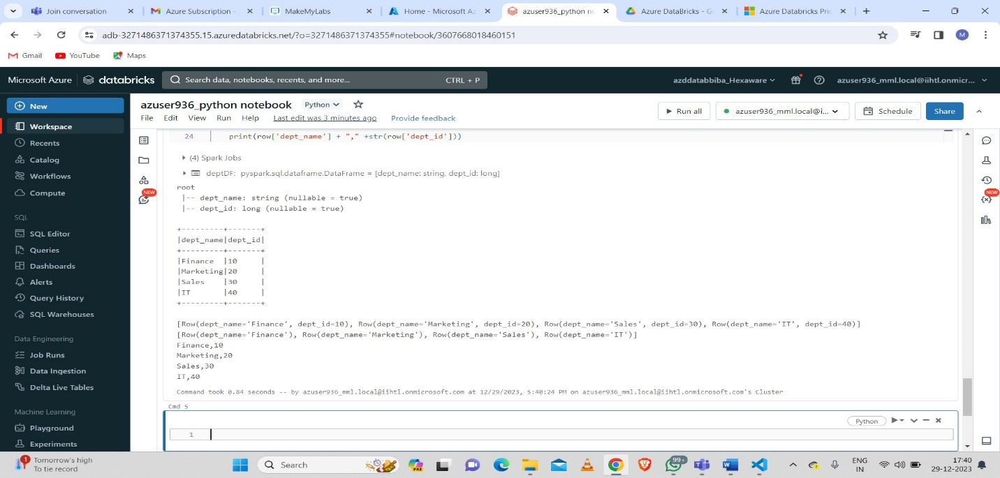 Join conversation
Azure Subscription -
MakeMyLabs
Home - Microsoft Az
azuser936_python no
Azure DataBricks - G
Azure Databricks Pric
adb-3271486371374355.15.azuredatabricks.net/?o=3271486371374355#notebook/3607668018460151
M
Gmail
YouTube
Maps
Microsoft Azure
databricks
Search data, notebooks, recents, and more...
CTRL + P
azddatabbiba_Hexaware
azuser936_mml.local@iihtl.onmicr...
New
Workspace
Recents
Catalog
Workflows
Compute
SQL
SQL Editor
Queries
Dashboards
Alerts
Query History
SQL Warehouses
Data Engineering
Job Runs
Data Ingestion
Delta Live Tables
Machine Learning
Playground
Experiments
azuser936_python notebook
Python
File Edit View Run Help Last edit was 3 minutes ago Provide feedback
Run all
azuser936_mml.local@i...
Schedule
Share
NEW
NEW
24 print(row['dept_name'] + "," +str(row['dept_id']))
(4) Spark Jobs
deptDF: pyspark.sql.dataframe.DataFrame = [dept_name: string, dept_id: long]
root
|-- dept_name: string (nullable = true)
|-- dept_id: long (nullable = true)
+---------+-------+
|dept_name|dept_id|
+---------+-------+
|Finance  |10     |
|Marketing|20     |
|Sales    |30     |
|IT       |40     |
+---------+-------+
[Row(dept_name='Finance', dept_id=10), Row(dept_name='Marketing', dept_id=20), Row(dept_name='Sales', dept_id=30), Row(dept_name='IT', dept_id=40)]
[Row(dept_name='Finance'), Row(dept_name='Marketing'), Row(dept_name='Sales'), Row(dept_name='IT')]
Finance,10
Marketing,20
Sales,30
IT,40
Command took 0.84 seconds -- by azuser936_mml.local@iihtl.onmicrosoft.com at 12/29/2023, 5:40:24 PM on azuser936_mml.local@iihtl.onmicrosoft.com's Cluster
Cmd 5
Python
1
1
Tomorrow's high
To tie record
Search
PRE
99+
ENG
IN
17:40
29-12-2023